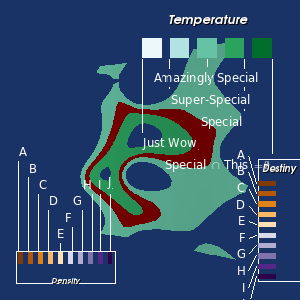 Temperature
Amazingly Special
Super-Special
Special
Just Wow.
Special n This
A
B
C
D
E
F
G
H
I
J.
Density
A
B
C
D
E
F
G
H
I
Destiny